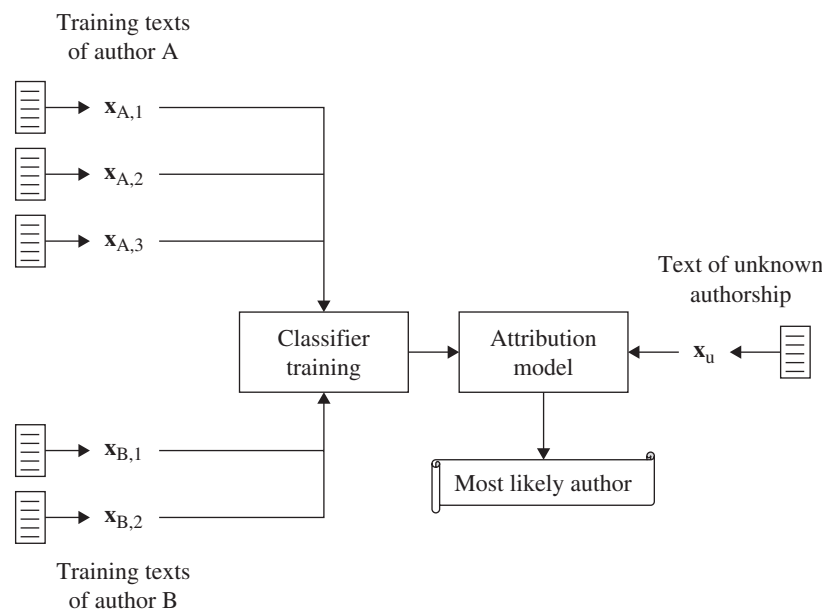 Training texts
of author A
x_A,1
x_A,2
x_A,3
Text of unknown
authorship
Classifier
training
Attribution
model
x_u
x_B,1
Most likely author
x_B,2
Training texts
of author B